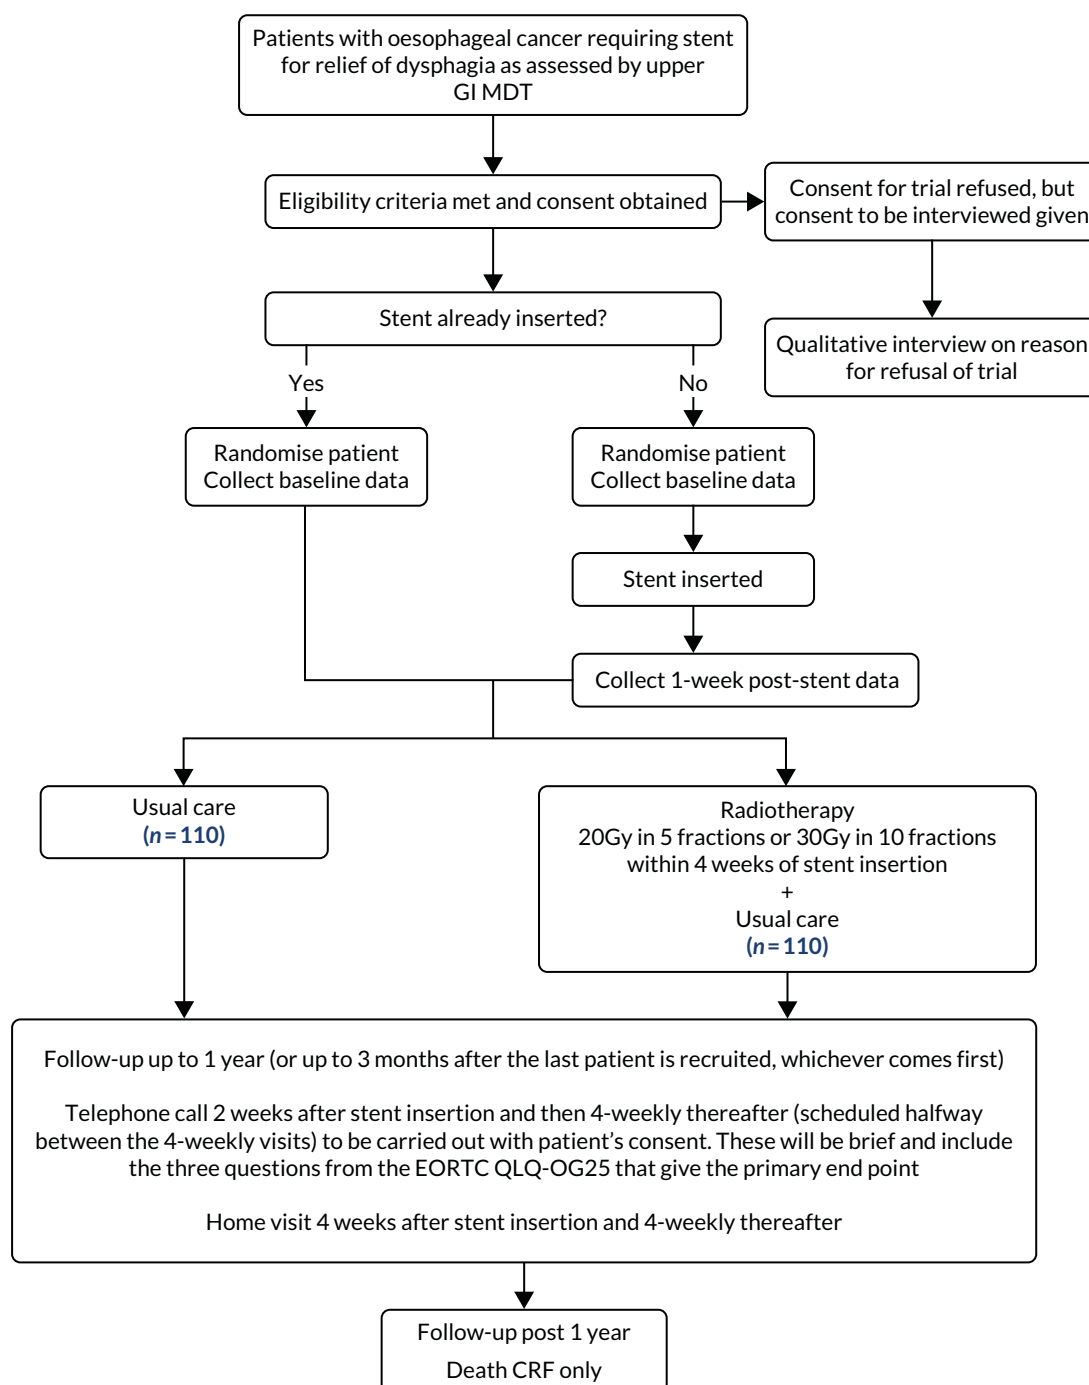 Patients with oesophageal cancer requiring stent
for relief of dysphagia as assessed by upper
GI MDT
Eligibility criteria met and consent obtained
Consent for trial refused, but
consent to be interviewed given
Stent already inserted?
Qualitative interview on reason
for refusal of trial
Yes
No
Randomise patient
Collect baseline data
Randomise patient
Collect baseline data
Stent inserted
Collect 1-week post-stent data
Usual care
(n = 110)
Radiotherapy
20Gy in 5 fractions or 30Gy in 10 fractions
within 4 weeks of stent insertion
+
Usual care
(n = 110)
Follow-up up to 1 year (or up to 3 months after the last patient is recruited, whichever comes first)
Telephone call 2 weeks after stent insertion and then 4-weekly thereafter (scheduled halfway
between the 4-weekly visits) to be carried out with patient’s consent. These will be brief and include
the three questions from the EORTC QLQ-OG25 that give the primary end point
Home visit 4 weeks after stent insertion and 4-weekly thereafter
Follow-up post 1 year
Death CRF only